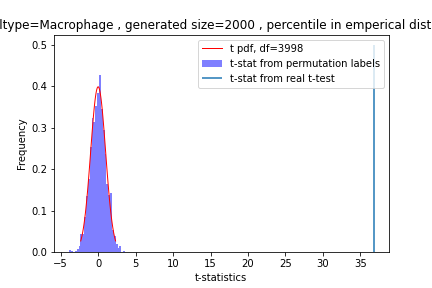 ltype=Macrophage , generated size=2000 , percentile in emperical dist
t pdf, df=3998
t-stat from permutation labels
t-stat from real t-test
Frequency
0.5
0.4
0.3
0.2
0.1
0.0
−5 0 5 10 15 20 25 30 35
t-statistics